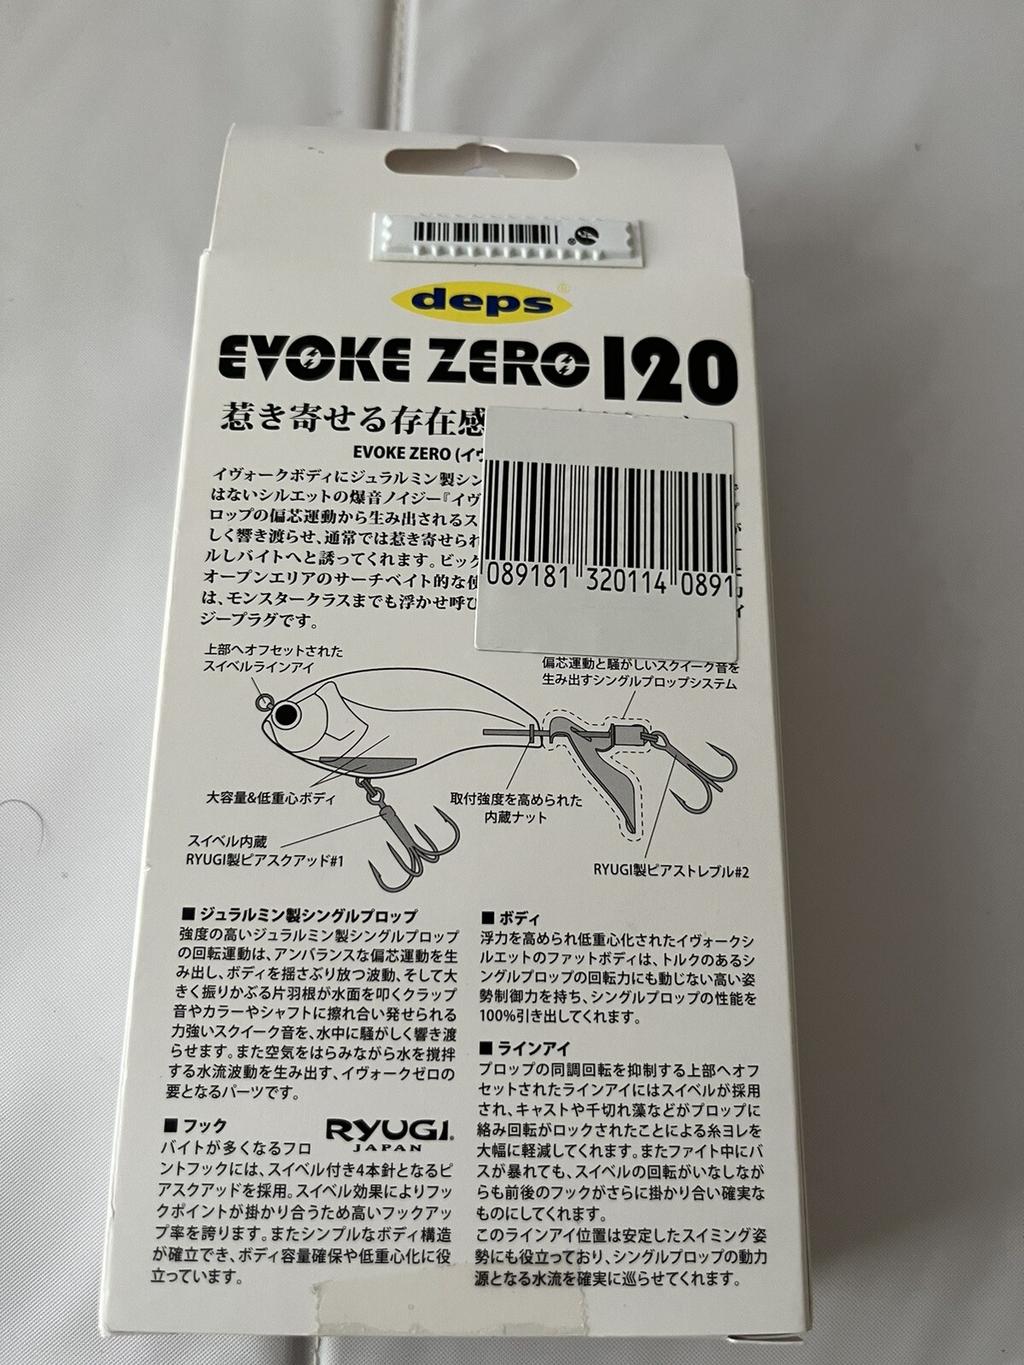 deps®
EVOKE ZERO 120
惹き寄せる存在感
EVOKE ZERO (イヴ
イヴォークボディにジュラルミン製シン
はないシルエットの爆音ノイジー『イヴ
ロップの偏芯運動から生み出されるス
しく響き渡らせ、通常では惹き寄せられ
ルしバイトへと誘ってくれます。ビック
オープンエリアのサーチベイト的な使
は、モンスタークラスまでも浮かせ呼び
ジープラグです。
089181 320114 0891
上部へオフセットされた
スイベルラインアイ
偏芯運動と騒がしいスクイーク音を
生み出すシングルプロップシステム
大容量&低重心ボディ
取付強度を高められた
内蔵ナット
スイベル内蔵
RYUGI製ピアスクアッド#1
RYUGI製ピアストレブル#2
■ ジュラルミン製シングルプロップ
強度の高いジュラルミン製シングルプロップ
の回転運動は、アンバランスな偏芯運動を生
み出し、ボディを揺さぶり放つ波動、そして大
きく振りかぶる片羽根が水面を叩くクラップ
音やカラーやシャフトに擦れ合い発せられる
力強いスクイーク音を、水中に騒がしく響き渡
らせます。また空気をはらみながら水を撹拌
する水流波動を生み出す、イヴォークゼロの
要となるパーツです。
■ フック
RYUGI.
JAPAN
バイトが多くなるフロ
ントフックには、スイベル付き4本針となるピ
アスクアッドを採用。スイベル効果によりフッ
クポイントが掛かり合うため高いフックアッ
プ率を誇ります。またシンプルなボディ構造
が確立でき、ボディ容量確保や低重心化に役
立っています。
■ ボディ
浮力を高められ低重心化されたイヴォークシ
ルエットのファットボディは、トルクのあるシ
ングルプロップの回転力にも動じない高い姿
勢制御力を持ち、シングルプロップの性能を
100%引き出してくれます。
■ ラインアイ
プロップの同調回転を抑制する上部へオフ
セットされたラインアイにはスイベルが採用
され、キャストや千切れ藻などがプロップに
絡み回転がロックされたことによる糸ヨレを
大幅に軽減してくれます。またファイト中にバ
スが暴れても、スイベルの回転がいなしなが
らも前後のフックがさらに掛かり合い確実な
ものにしてくれます。
このラインアイ位置は安定したスイミング姿
勢にも役立っており、シングルプロップの動力
源となる水流を確実に巡らせてくれます。